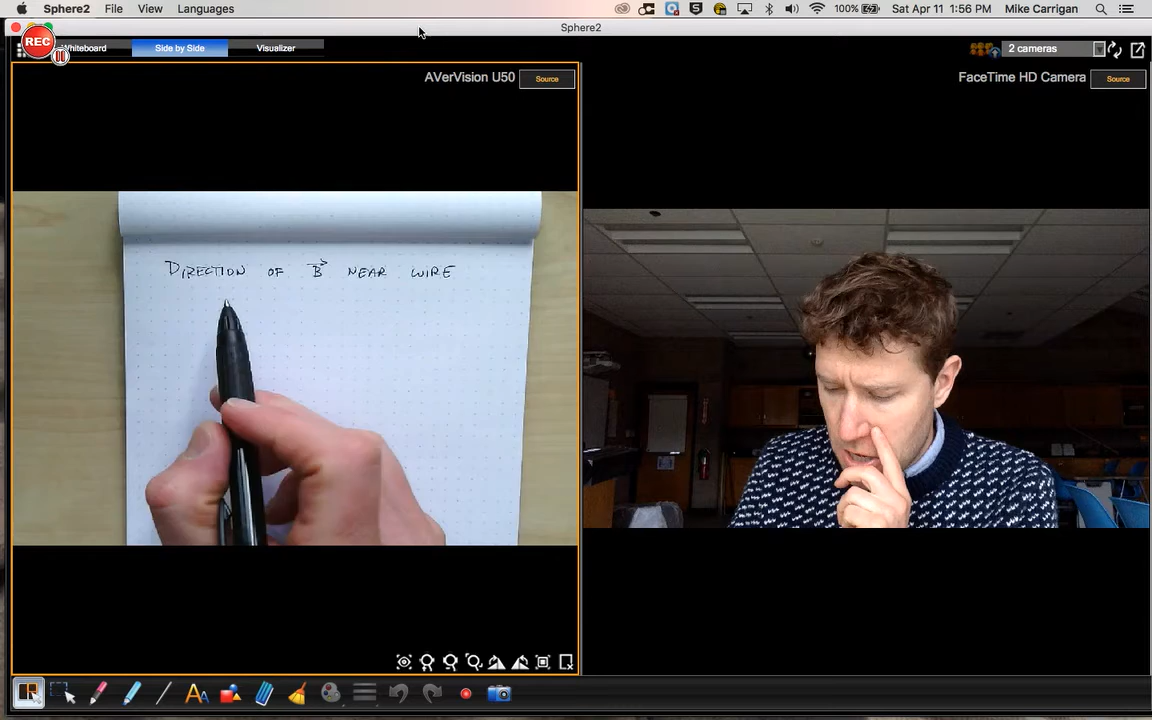 Sphere2 File View Languages 100% Sat Apr 11 1:56 PM Mike Carrigan
Sphere2
REC
Whiteboard Side by Side Visualizer 2 cameras
AVerVision U50 Source FaceTime HD Camera Source
DIRECTION OF B⃗ NEAR WIRE